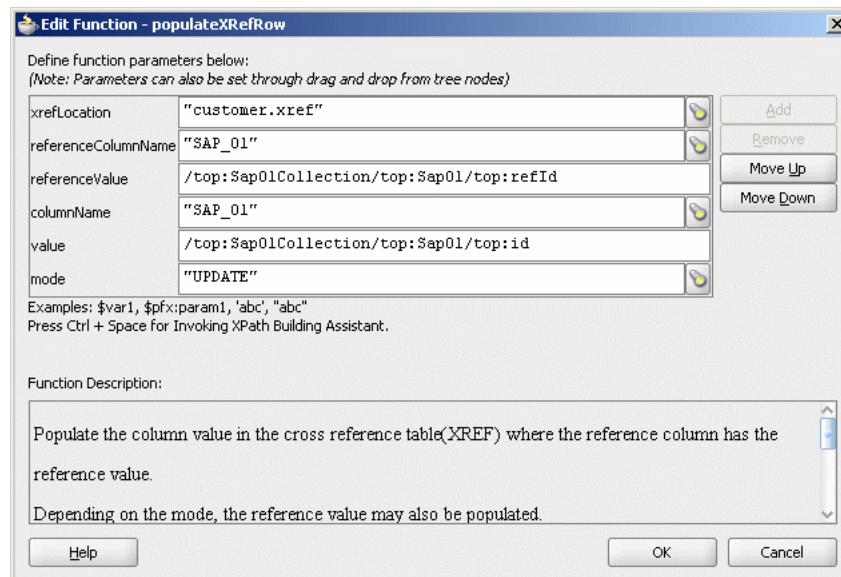 Edit Function - populateXRefRow
Define function parameters below:
(Note: Parameters can also be set through drag and drop from tree nodes)
xrefLocation "customer.xref"
Add
referenceColumnName "SAP_01"
Remove
referenceValue /top:Sap01Collection/top:Sap01/top:refId
Move Up
columnName "SAP_01"
Move Down
value /top:Sap01Collection/top:Sap01/top:id
mode "UPDATE"
Examples: $var1, $pfx:param1, 'abc', "abc"
Press Ctrl + Space for Invoking XPath Building Assistant.
Function Description:
Populate the column value in the cross reference table(XREF) where the reference column has the
reference value.
Depending on the mode, the reference value may also be populated.
Help OK Cancel